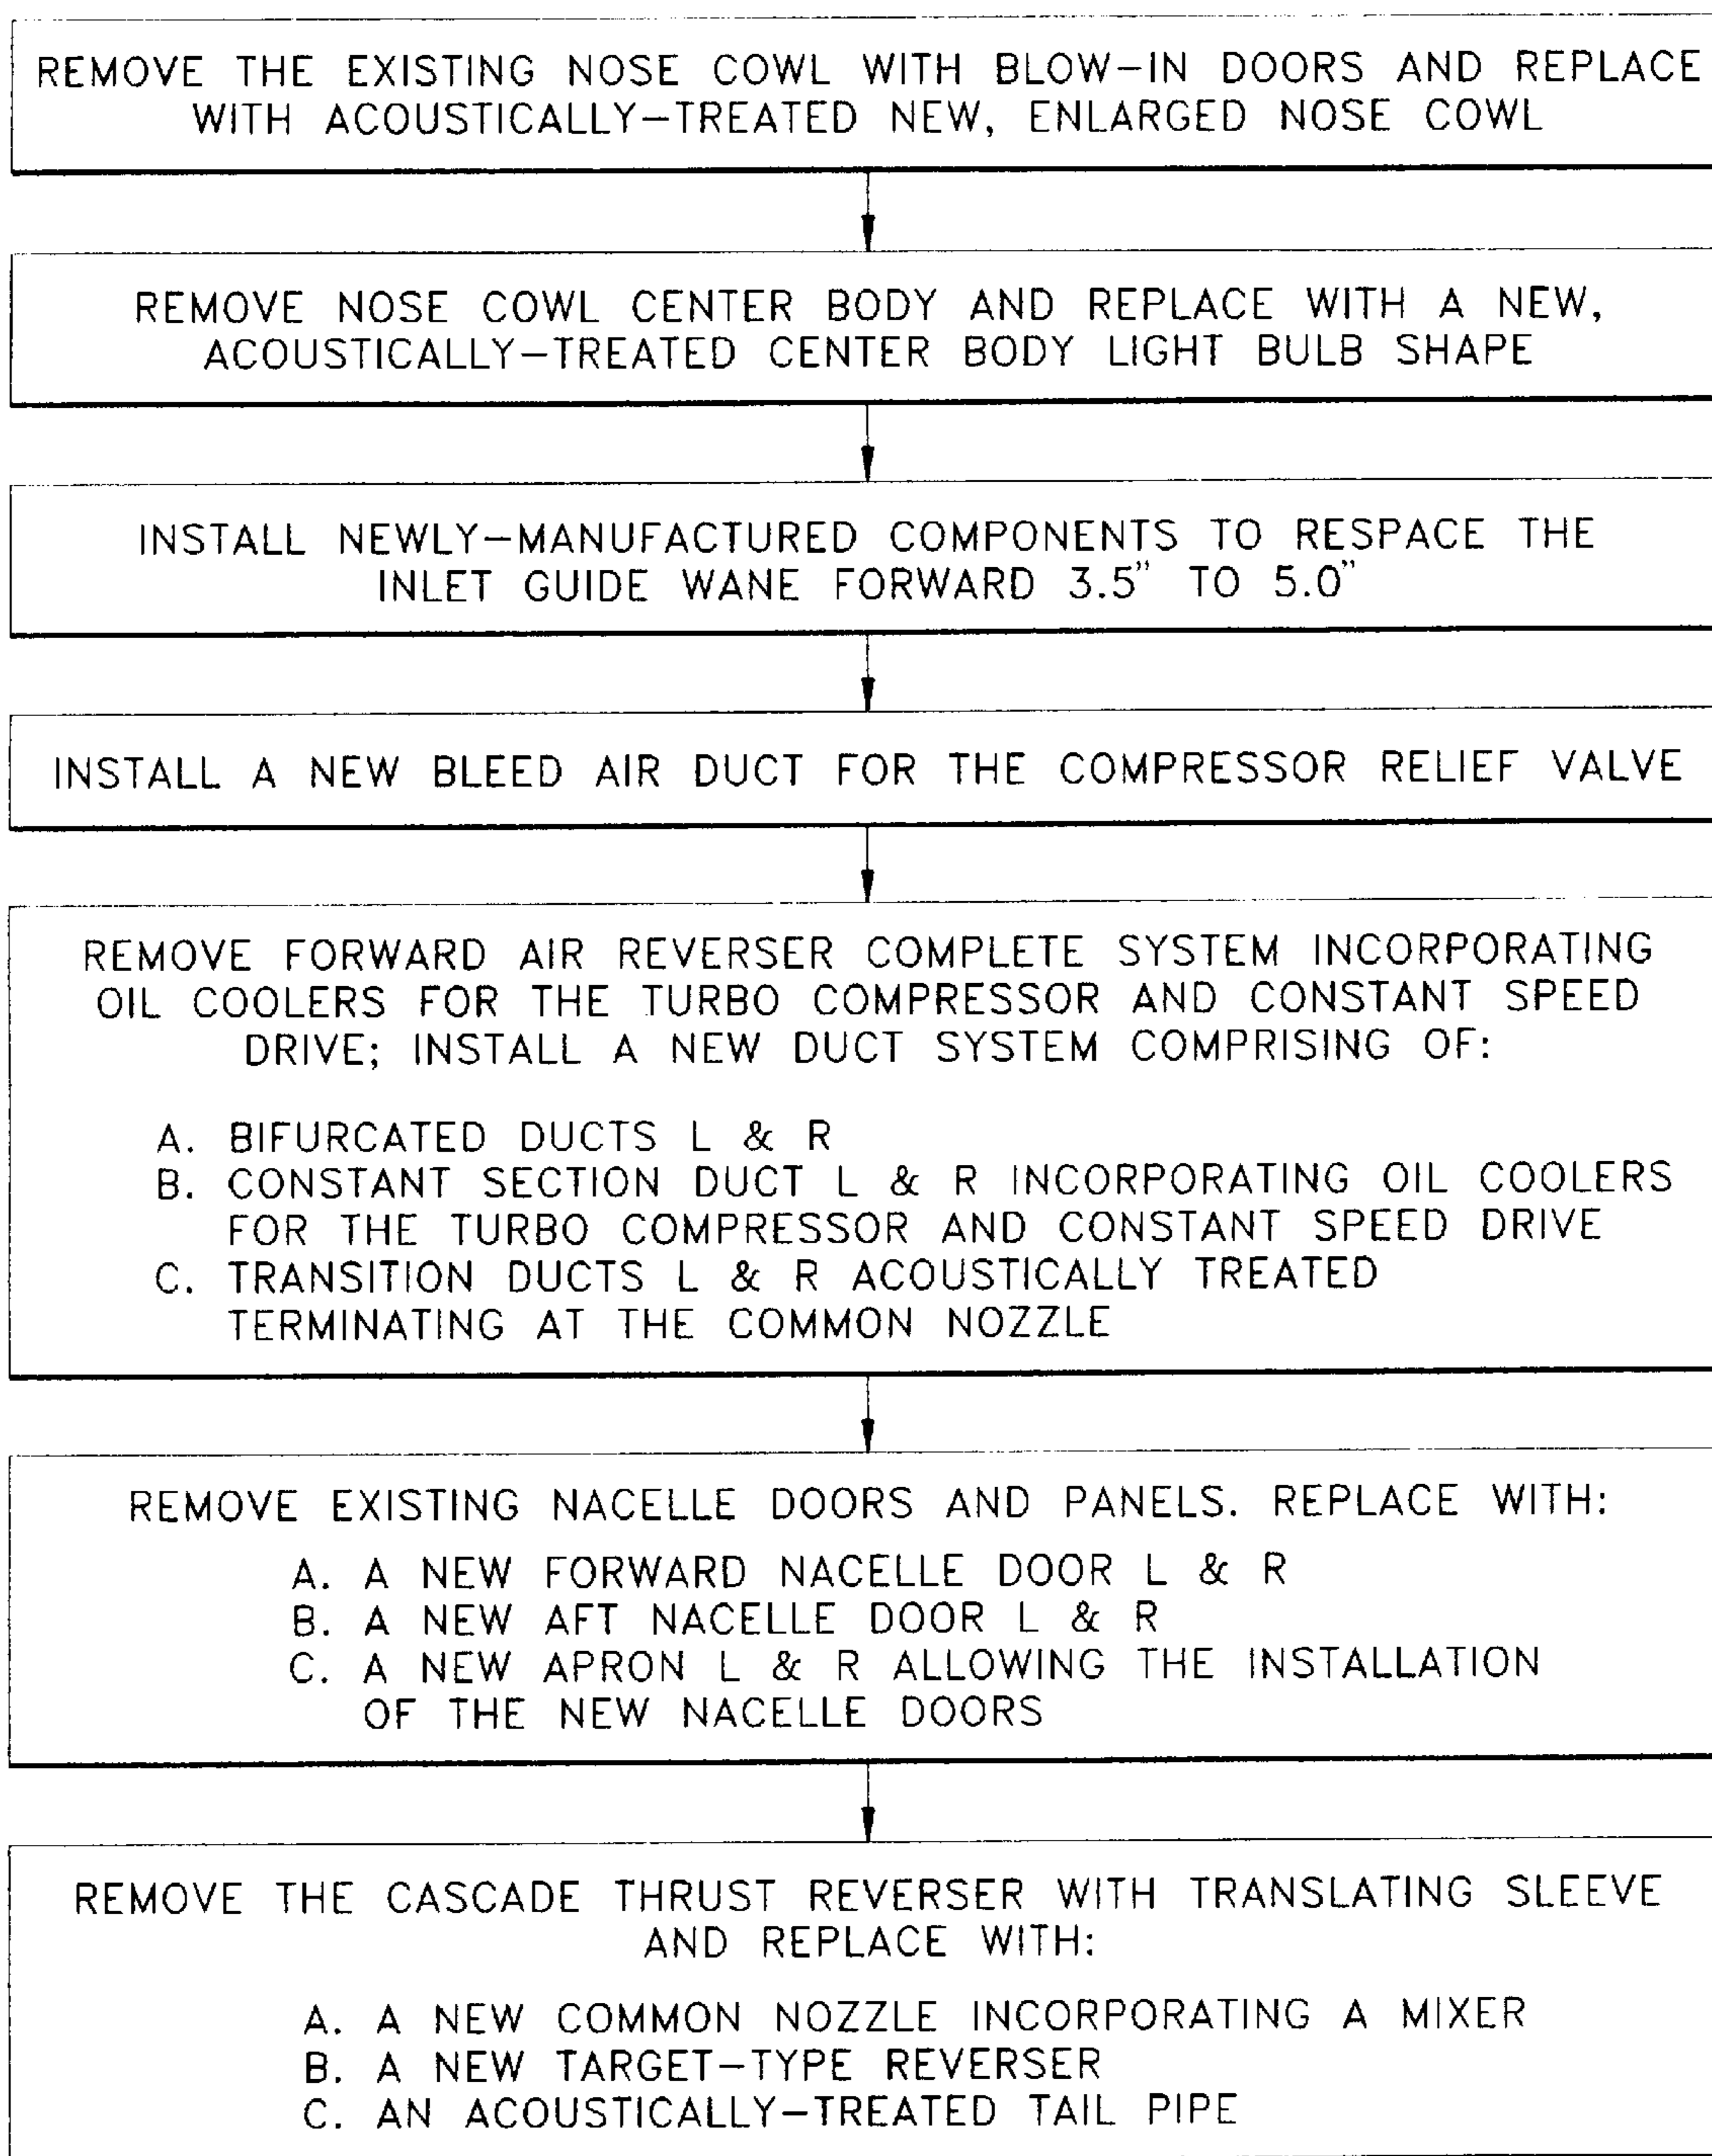 REMOVE THE EXISTING NOSE COWL WITH BLOW-IN DOORS AND REPLACE
WITH ACOUSTICALLY-TREATED NEW, ENLARGED NOSE COWL
REMOVE NOSE COWL CENTER BODY AND REPLACE WITH A NEW,
ACOUSTICALLY-TREATED CENTER BODY LIGHT BULB SHAPE
INSTALL NEWLY-MANUFACTURED COMPONENTS TO RESPACE THE
INLET GUIDE WANE FORWARD 3.5" TO 5.0"
INSTALL A NEW BLEED AIR DUCT FOR THE COMPRESSOR RELIEF VALVE
REMOVE FORWARD AIR REVERSER COMPLETE SYSTEM INCORPORATING
OIL COOLERS FOR THE TURBO COMPRESSOR AND CONSTANT SPEED
DRIVE; INSTALL A NEW DUCT SYSTEM COMPRISING OF:
A. BIFURCATED DUCTS L & R
B. CONSTANT SECTION DUCT L & R INCORPORATING OIL COOLERS
FOR THE TURBO COMPRESSOR AND CONSTANT SPEED DRIVE
C. TRANSITION DUCTS L & R ACOUSTICALLY TREATED
TERMINATING AT THE COMMON NOZZLE
REMOVE EXISTING NACELLE DOORS AND PANELS. REPLACE WITH:
A. A NEW FORWARD NACELLE DOOR L & R
B. A NEW AFT NACELLE DOOR L & R
C. A NEW APRON L & R ALLOWING THE INSTALLATION
OF THE NEW NACELLE DOORS
REMOVE THE CASCADE THRUST REVERSER WITH TRANSLATING SLEEVE
AND REPLACE WITH:
A. A NEW COMMON NOZZLE INCORPORATING A MIXER
B. A NEW TARGET-TYPE REVERSER
C. AN ACOUSTICALLY-TREATED TAIL PIPE